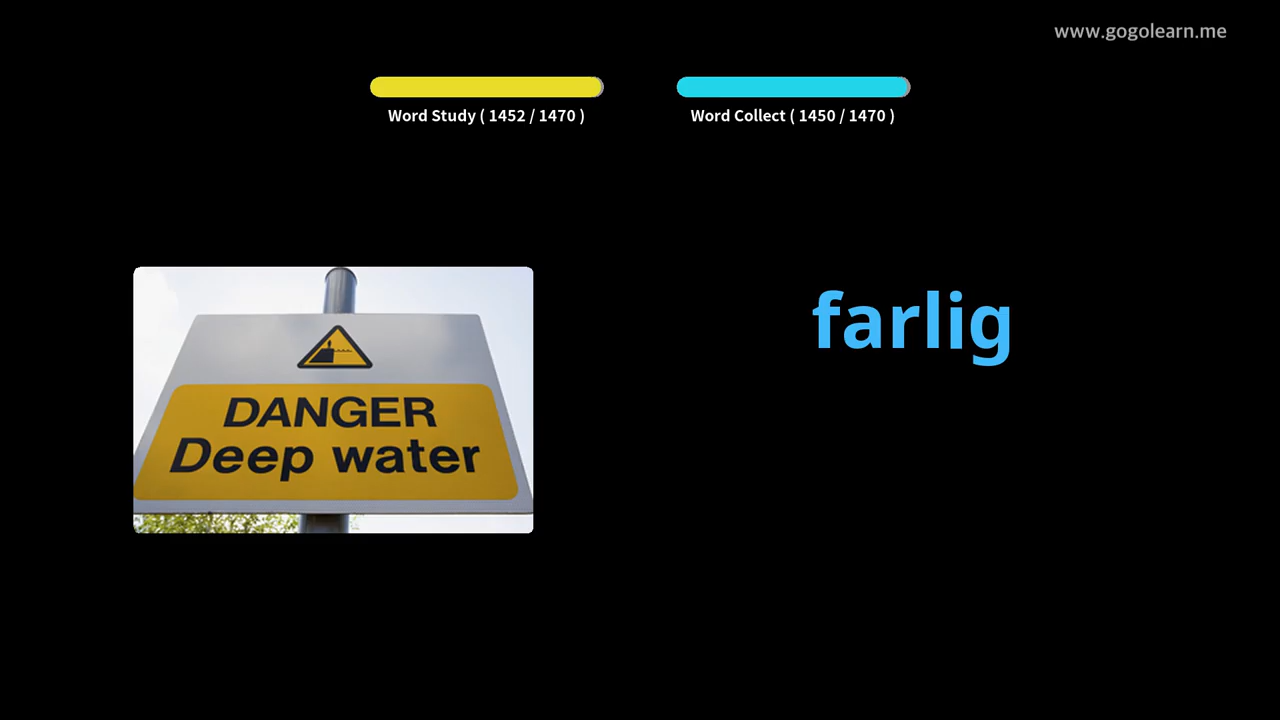 www.gogolearn.me
Word Study ( 1452 / 1470 )
Word Collect ( 1450 / 1470 )
farlig
DANGER
Deep water